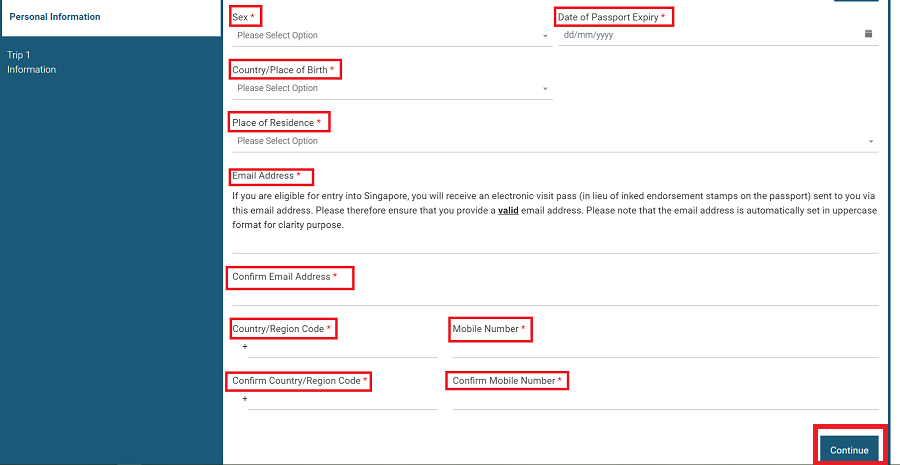 Personal Information
Trip 1
Information
Sex *
Date of Passport Expiry *
Please Select Option
dd/mm/yyyy
Country/Place of Birth *
Please Select Option
Place of Residence *
Please Select Option
Email Address *
If you are eligible for entry into Singapore, you will receive an electronic visit pass (in lieu of inked endorsement stamps on the passport) sent to you via
this email address. Please therefore ensure that you provide a valid email address. Please note that the email address is automatically set in uppercase
format for clarity purpose.
Confirm Email Address *
Country/Region Code *
Mobile Number *
+
Confirm Country/Region Code *
Confirm Mobile Number *
+
Continue